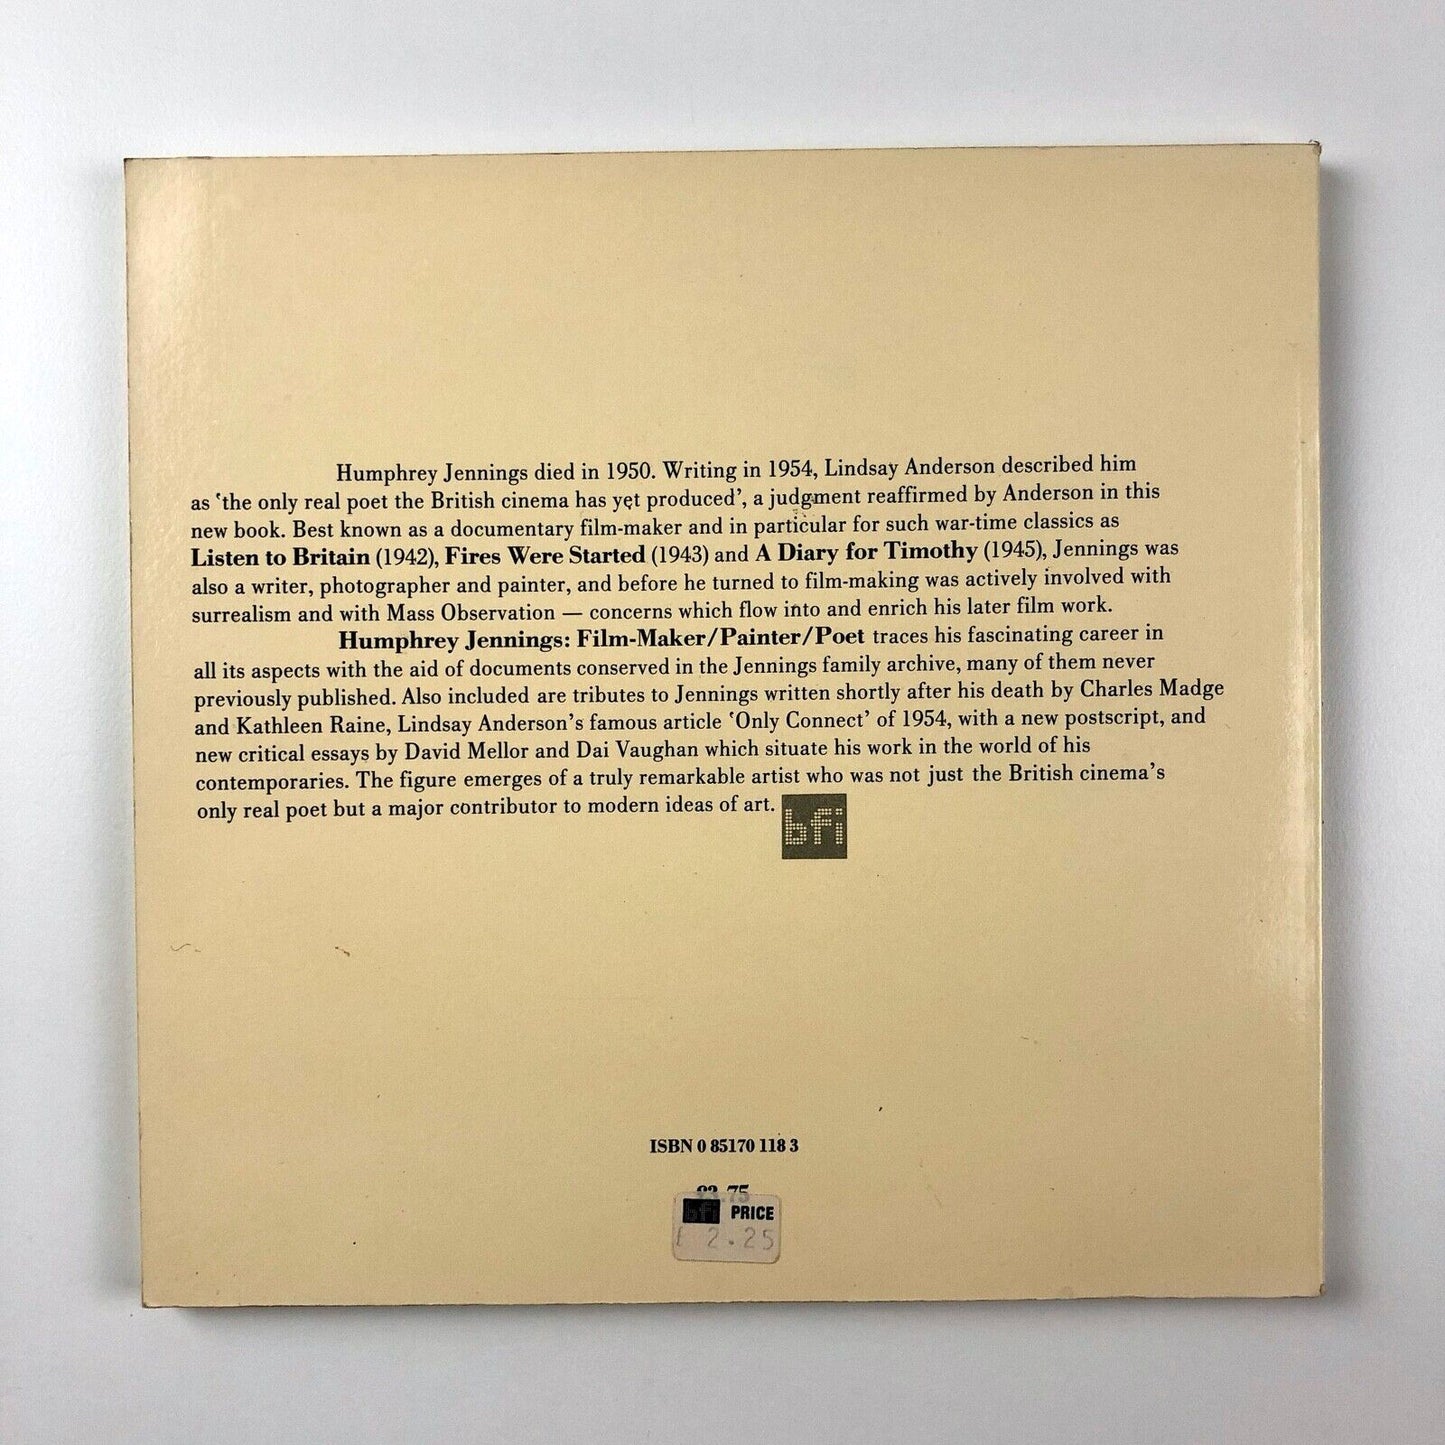 Humphrey Jennings died in 1950. Writing in 1954, Lindsay Anderson described him
as ‘the only real poet the British cinema has yet produced’, a judgment reaffirmed by Anderson in this
new book. Best known as a documentary film-maker and in particular for such war-time classics as
Listen to Britain (1942), Fires Were Started (1943) and A Diary for Timothy (1945), Jennings was
also a writer, photographer and painter, and before he turned to film-making was actively involved with
surrealism and with Mass Observation — concerns which flow into and enrich his later film work.
Humphrey Jennings: Film-Maker/Painter/Poet traces his fascinating career in
all its aspects with the aid of documents conserved in the Jennings family archive, many of them never
previously published. Also included are tributes to Jennings written shortly after his death by Charles Madge
and Kathleen Raine, Lindsay Anderson’s famous article ‘Only Connect’ of 1954, with a new postscript, and
new critical essays by David Mellor and Dai Vaughan which situate his work in the world of his
contemporaries. The figure emerges of a truly remarkable artist who was not just the British cinema’s
only real poet but a major contributor to modern ideas of art.
bfi
ISBN 0 85170 118 3
£3.75
bfi PRICE
£ 2.25